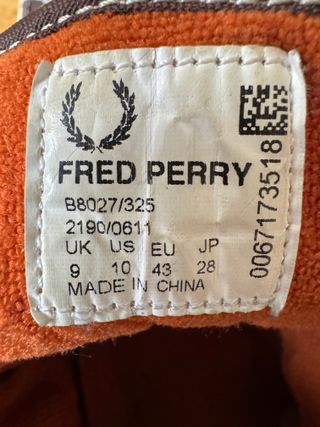 FRED PERRY
B8027/325
2190/0611
UK US EU JP
9 10 43 28
MADE IN CHINA
0067173518